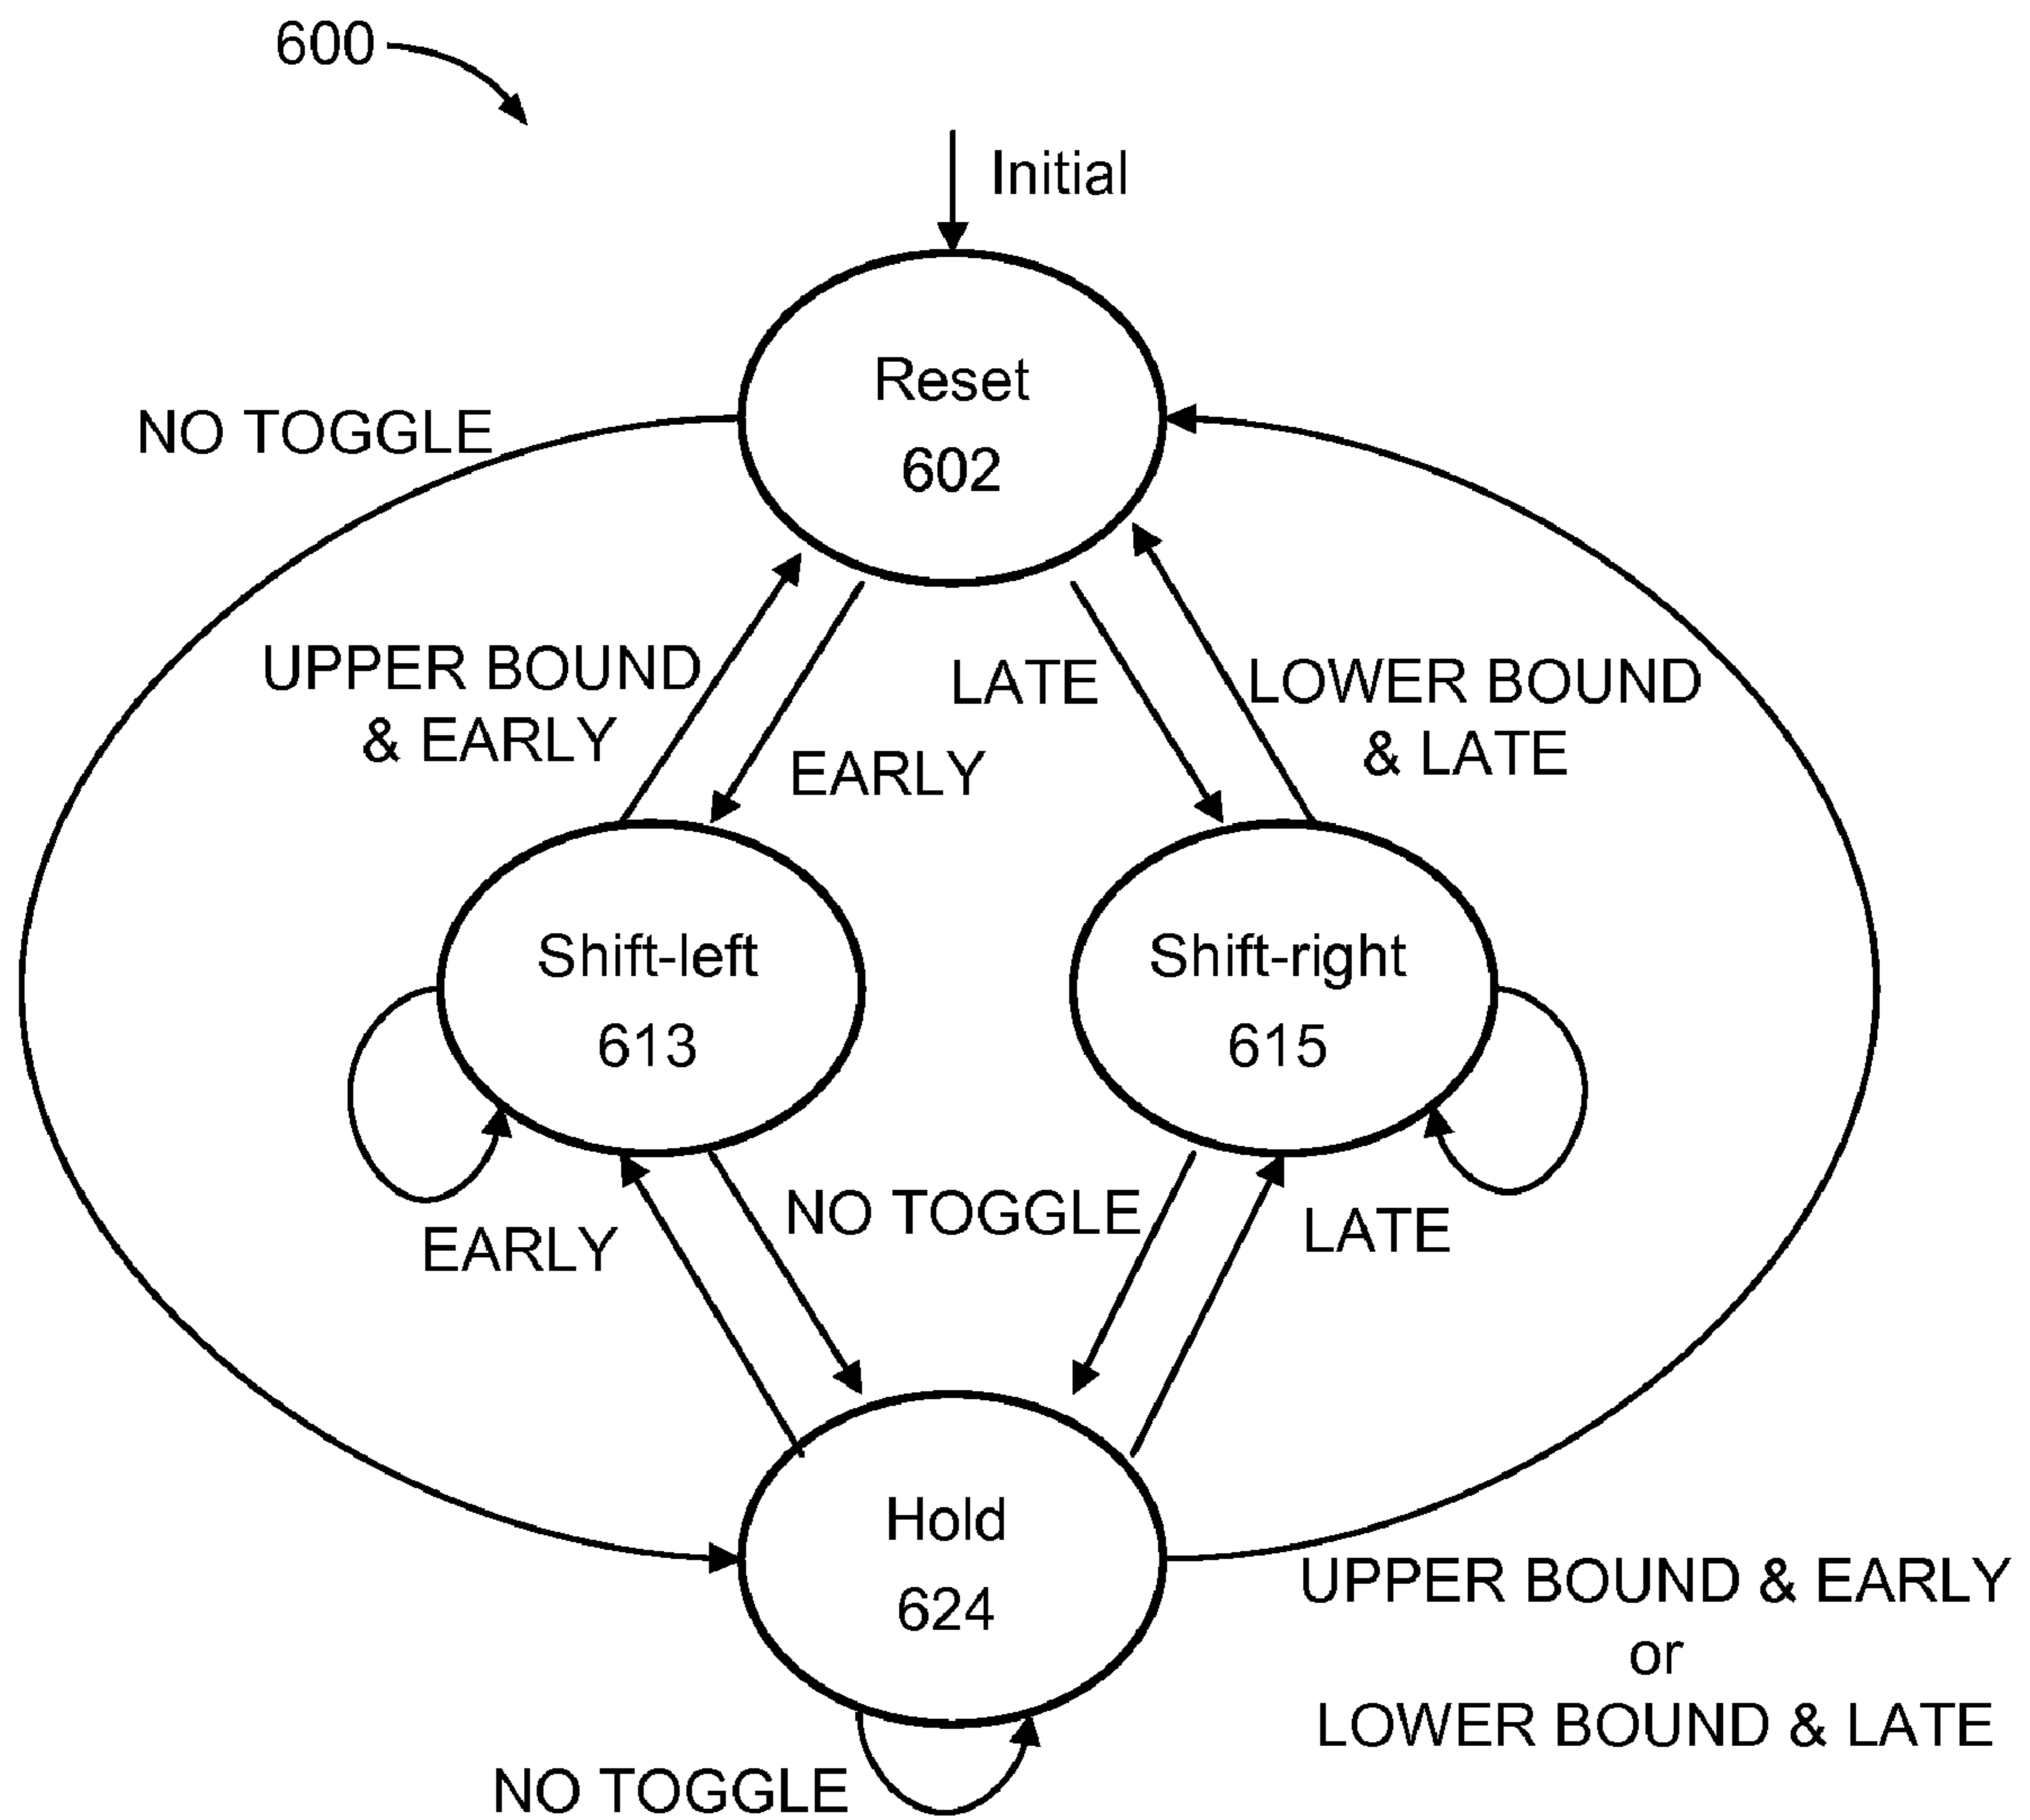 600
Initial
Reset
602
NO TOGGLE
UPPER BOUND
& EARLY
EARLY
LATE
LOWER BOUND
& LATE
Shift-left
613
Shift-right
615
EARLY
NO TOGGLE
LATE
Hold
624
UPPER BOUND & EARLY
or
LOWER BOUND & LATE
NO TOGGLE